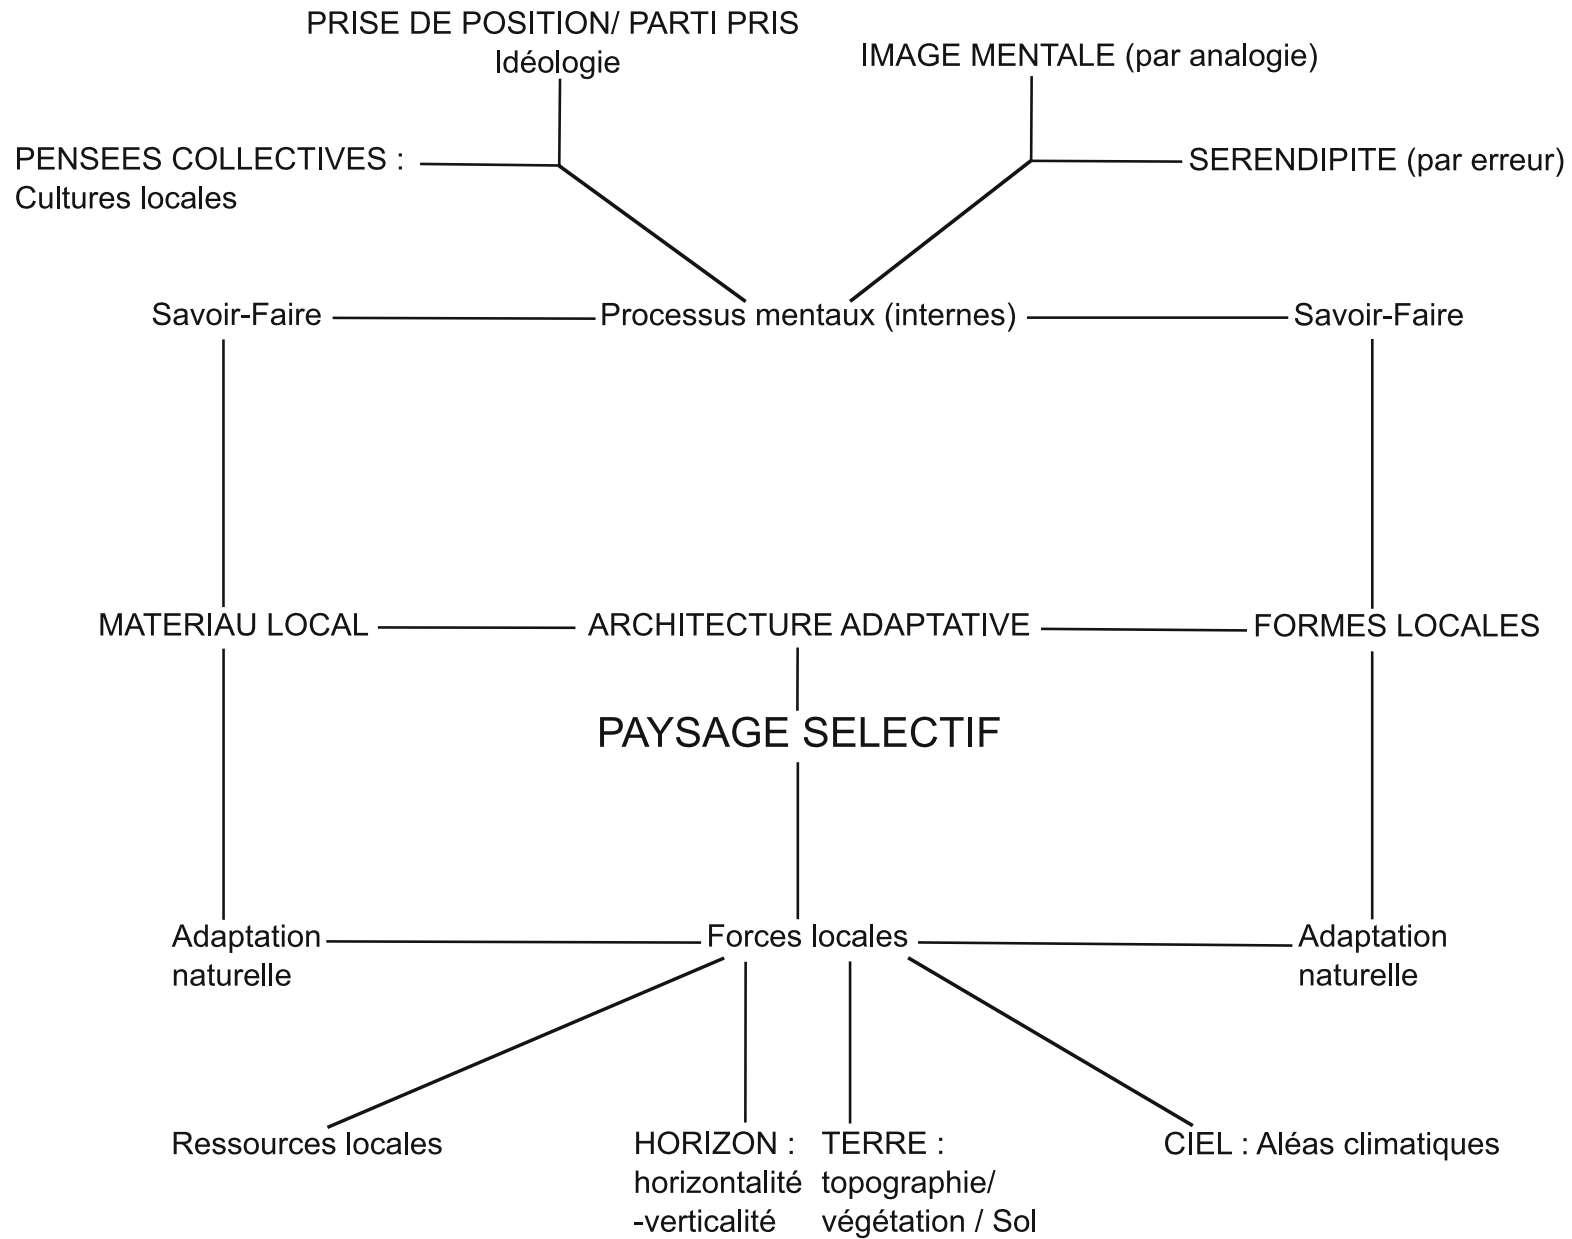 PRISE DE POSITION/ PARTI PRIS
Idéologie
IMAGE MENTALE (par analogie)
PENSEES COLLECTIVES :
Cultures locales
SERENDIPITE (par erreur)
Savoir-Faire
Processus mentaux (internes)
Savoir-Faire
MATERIAU LOCAL
ARCHITECTURE ADAPTATIVE
FORMES LOCALES
PAYSAGE SELECTIF
Adaptation
naturelle
Forces locales
Adaptation
naturelle
Ressources locales
HORIZON :
horizontalité
-verticalité
TERRE :
topographie/
végétation / Sol
CIEL : Aléas climatiques